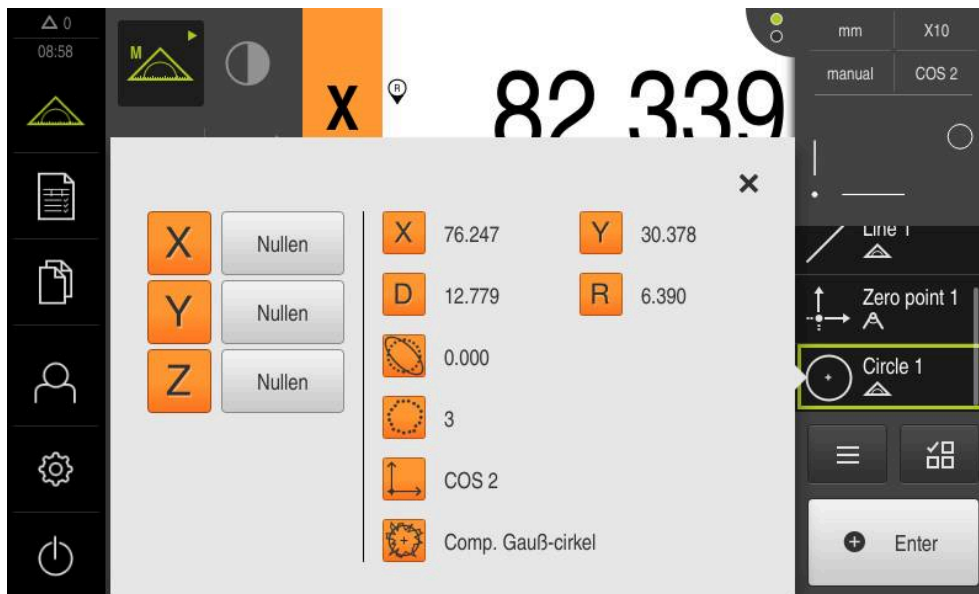 0
08:58
M
X
R
82.339
mm
X10
manual
COS 2
X
Nullen
X
76.247
Y
30.378
Y
Nullen
D
12.779
R
6.390
Z
Nullen
0.000
3
COS 2
Comp. Gauß-cirkel
Line 1
Zero point 1
Circle 1
Enter